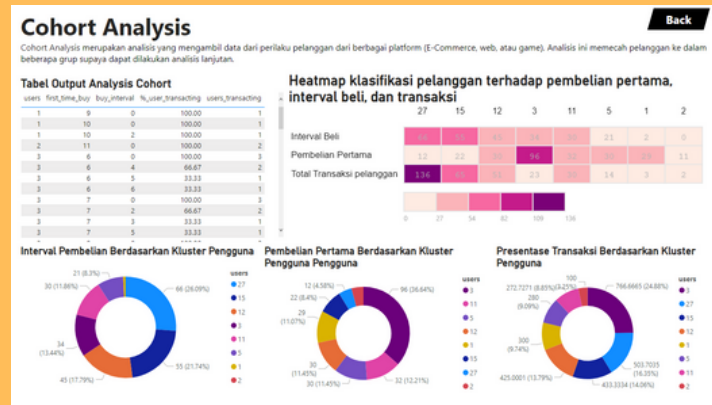 Cohort Analysis
Back
Cohort Analysis merupakan analisis yang mengambil data dari perilaku pelanggan dari berbagai platform (E-Commerce, web, atau game). Analisis ini memecah pelanggan ke dalam
beberapa grup supaya dapat dilakukan analisis lanjutan.
Tabel Output Analysis Cohort
users first_time_buy buy_interval %_user_transacting users_transacting
1 9 0 100.00 1
1 10 0 100.00 1
1 10 2 100.00 1
2 11 0 100.00 2
3 6 0 100.00 3
3 6 4 66.67 2
3 6 5 33.33 1
3 6 6 33.33 1
3 7 0 100.00 3
3 7 2 66.67 2
3 7 3 33.33 1
3 7 5 33.33 1
Heatmap klasifikasi pelanggan terhadap pembelian pertama,
interval beli, dan transaksi
27 15 12 3 11 5 1 2
Interval Beli 21 2 0
Pembelian Pertama 12 22 96 11
Total Transaksi pelanggan 136 23 14 3 2
0 27 54 82 109 136
Interval Pembelian Berdasarkan Kluster Pengguna
21 (8.3%)
30 (11.86%)
34
(13.44%)
45 (17.79%)
55 (21.74%)
66 (26.09%)
users
27
15
12
3
11
5
1
2
Pembelian Pertama Berdasarkan Kluster
Pengguna Pengguna
12 (4.58%)
22 (8.4%)
29
(11.07%)
30
(11.45%)
30 (11.45%)
32 (12.21%)
96 (36.64%)
users
3
11
5
12
1
15
27
2
Presentase Transaksi Berdasarkan Kluster
Pengguna
100
(3.25%)
272.7271 (8.85%)
280
(9.09%)
300
(9.74%)
425.0001 (13.79%)
433.3334 (14.06%)
503.7035
(16.35%)
766.6665 (24.88%)
users
3
27
15
12
1
5
11
2